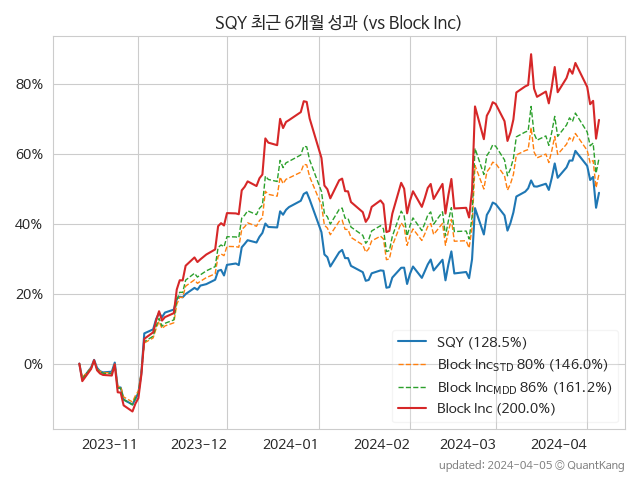 SQY 최근 6개월 성과 (vs Block Inc)
80%
60%
40%
20%
0%
SQY (128.5%)
Block Inc_STD 80% (146.0%)
Block Inc_MDD 86% (161.2%)
Block Inc (200.0%)
2023-11 2023-12 2024-01 2024-02 2024-03 2024-04
updated: 2024-04-05 © QuantKang